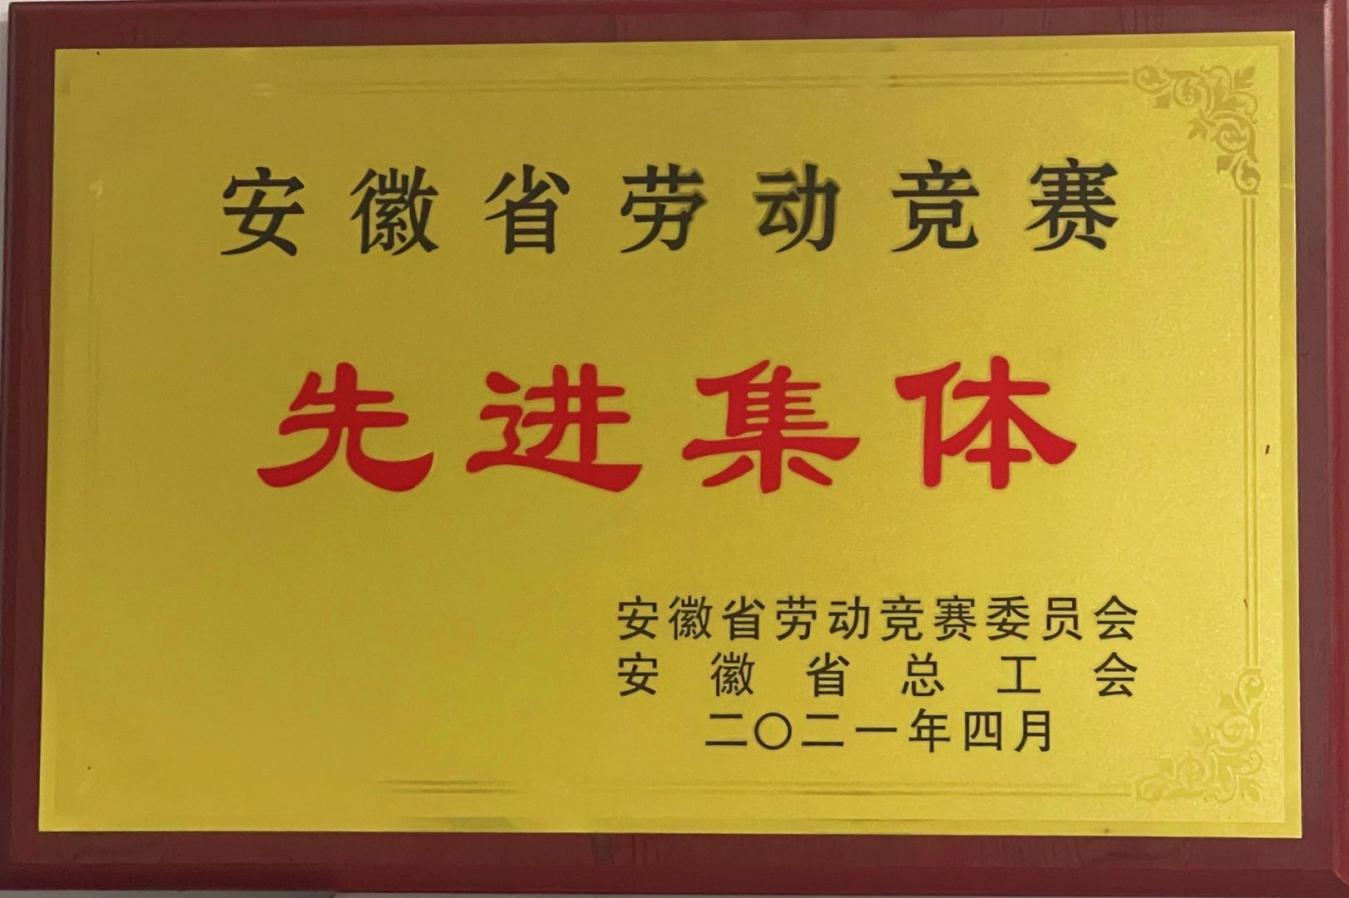 安徽省劳动竞赛
先进集体
安徽省劳动竞赛委员会
安徽省总工会
二〇二一年四月